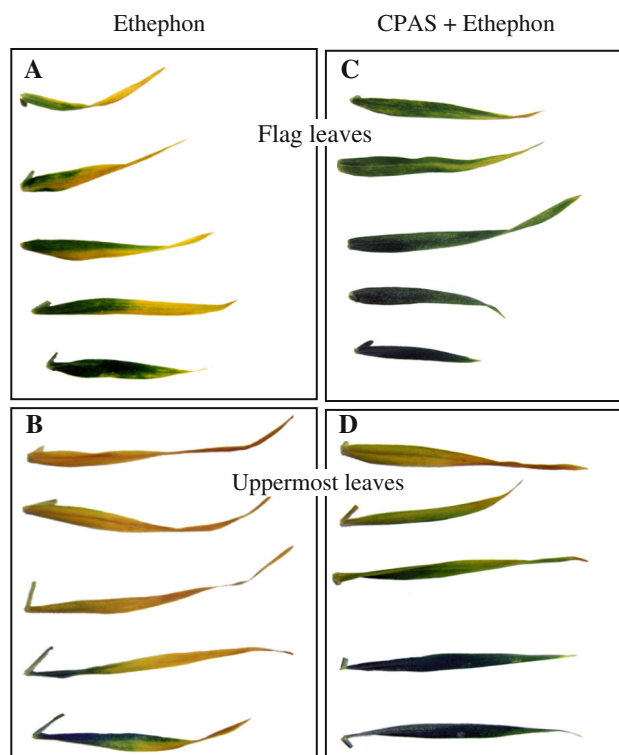 Ethephon CPAS + Ethephon
A C
Flag leaves
B D
Uppermost leaves